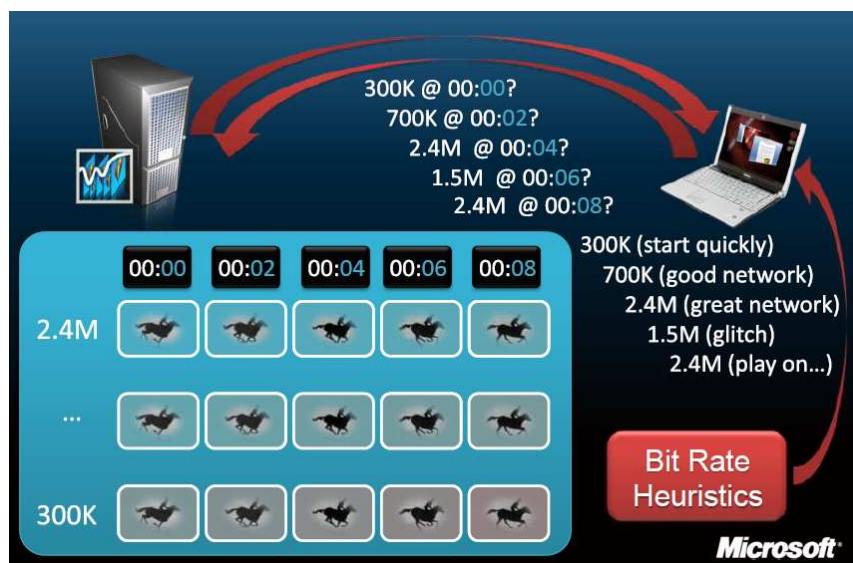 300K @ 00:00?
700K @ 00:02?
2.4M @ 00:04?
1.5M @ 00:06?
2.4M @ 00:08?
300K (start quickly)
700K (good network)
2.4M (great network)
1.5M (glitch)
2.4M (play on…)
00:00 00:02 00:04 00:06 00:08
2.4M
…
300K
Bit Rate
Heuristics
Microsoft